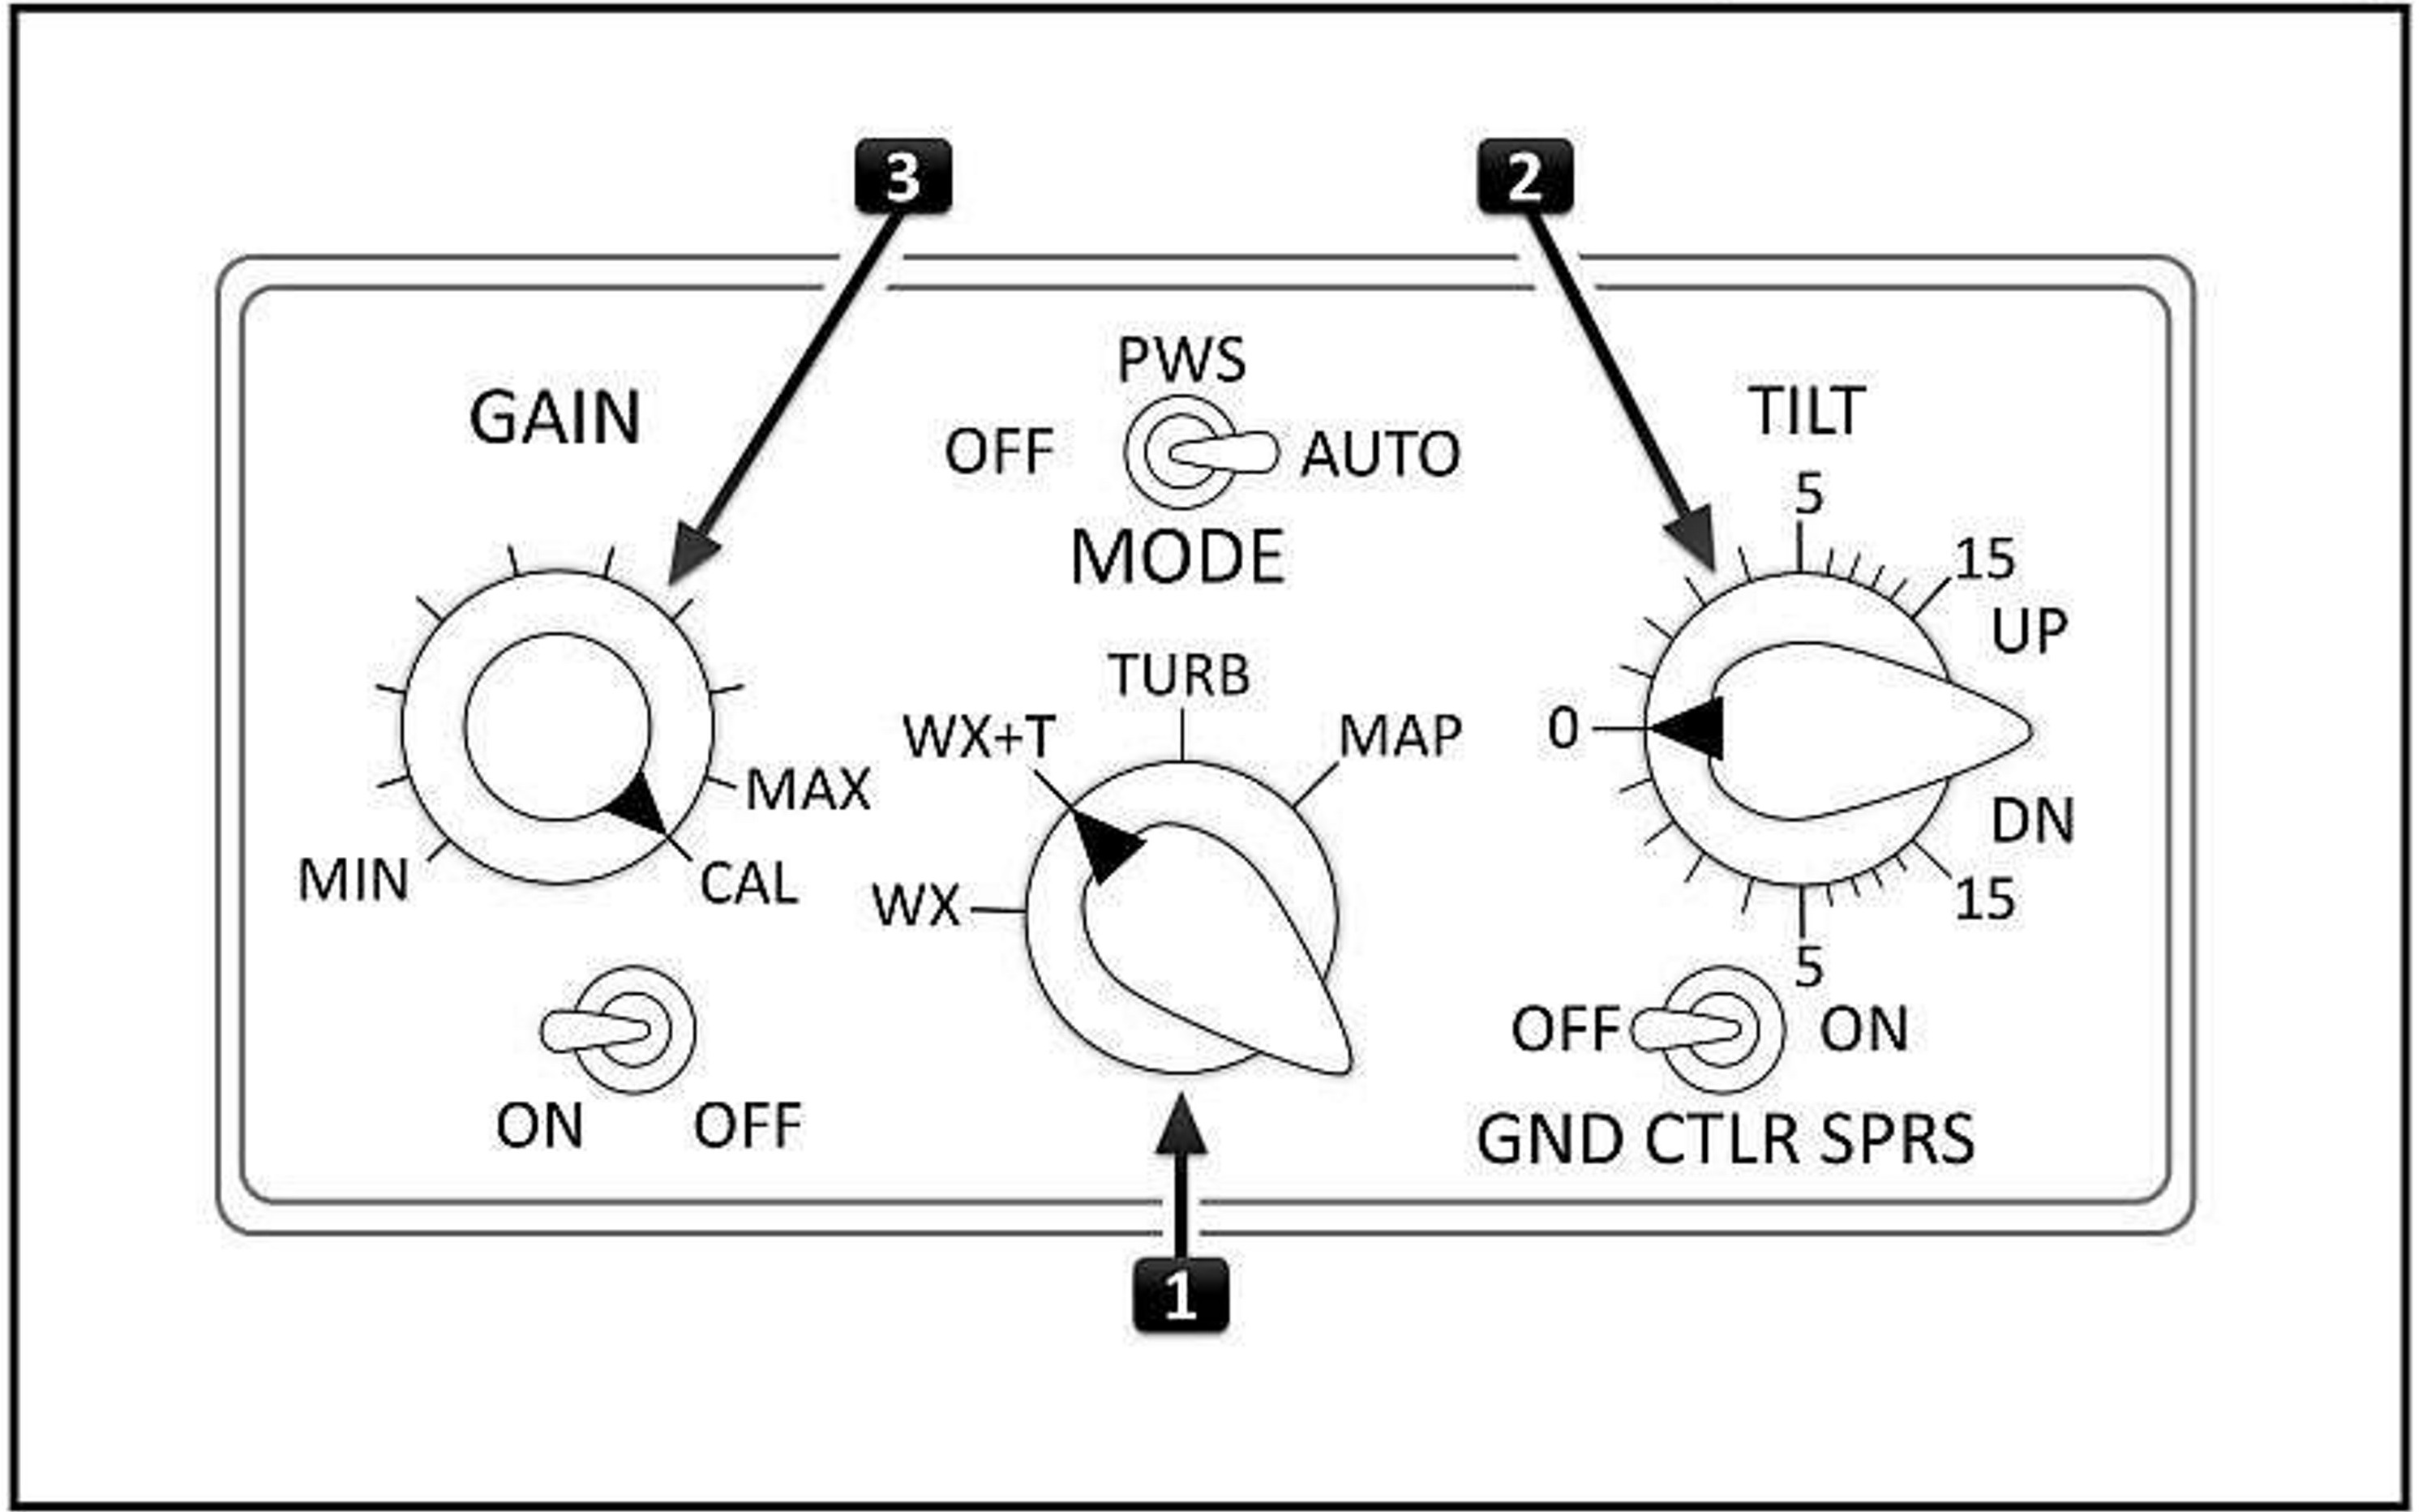 3
2
PWS
GAIN
OFF
AUTO
TILT
MODE
5
15
UP
TURB
WX+T
MAP
0
MAX
MIN
CAL
WX
DN
15
5
ON
OFF
OFF
ON
GND CTLR SPRS
1